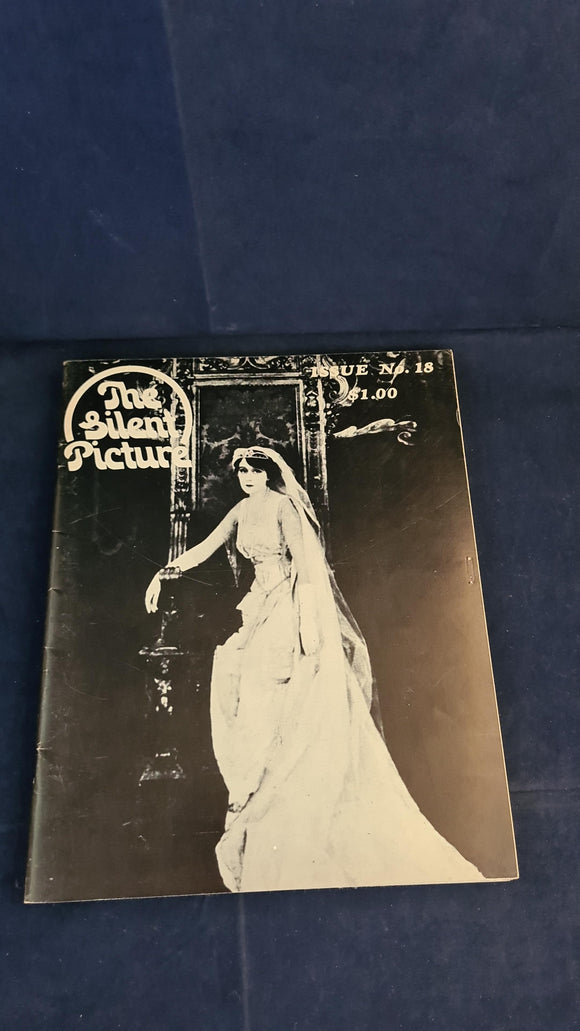 The
Silent
Picture
ISSUE No. 18
$1.00